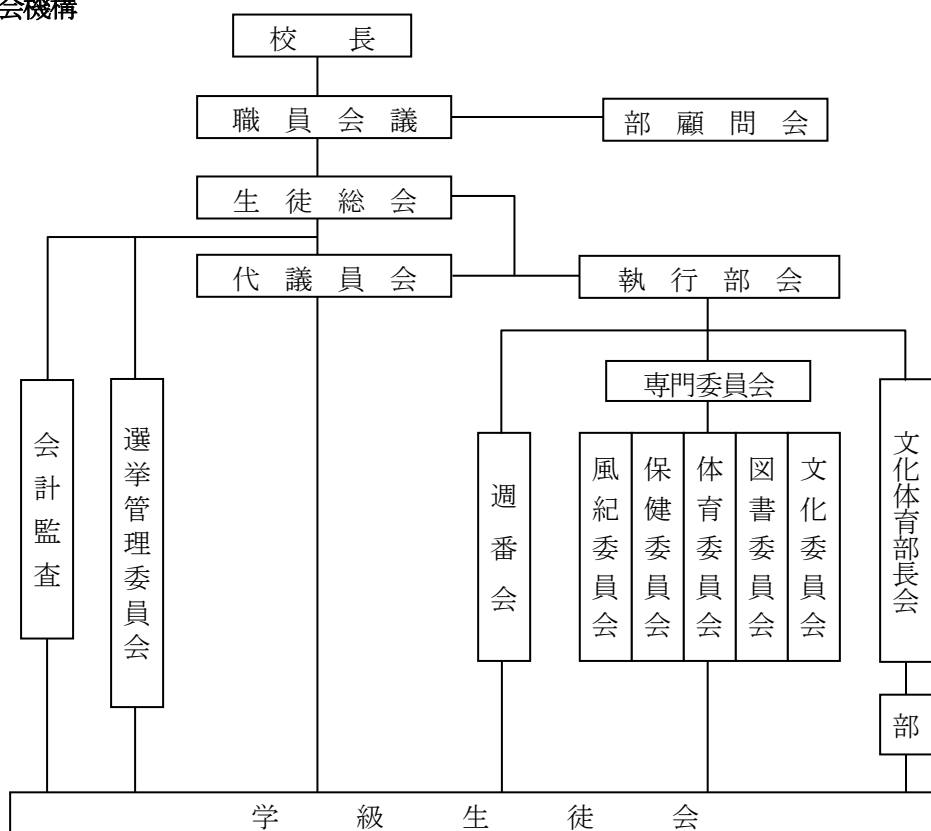 会機構
校長
職員会議
部顧問会
生徒総会
代議員会
執行部会
専門委員会
会計監査
選挙管理委員会
週番会
風紀委員会
保健委員会
体育委員会
図書委員会
文化委員会
文化体育部長会
部
学級生徒会